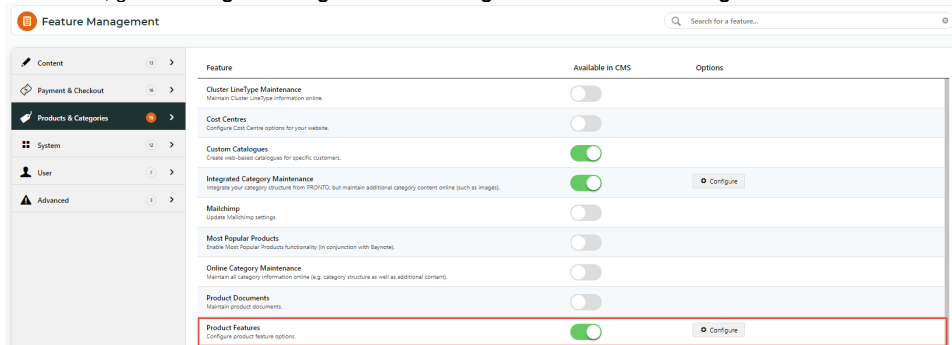 Feature Management
Search for a feature...
Content 13
Payment & Checkout
Products & Categories 15
System 12
User 7
Advanced 3
Feature Available in CMS Options
Cluster LineType Maintenance
Maintain Cluster LineType information online.
Cost Centres
Configure Cost Centre options for your website.
Custom Catalogues
Create web-based catalogues for specific customers.
Integrated Category Maintenance
Integrate your category structure from PRONTO, but maintain additional category content online (such as images).
Configure
Mailchimp
Update Mailchimp settings.
Most Popular Products
Enable Most Popular Products functionality (in conjunction with Baynote).
Online Category Maintenance
Maintain all category information online (e.g. category structure as well as additional content).
Product Documents
Maintain product documents.
Product Features
Configure product feature options.
Configure